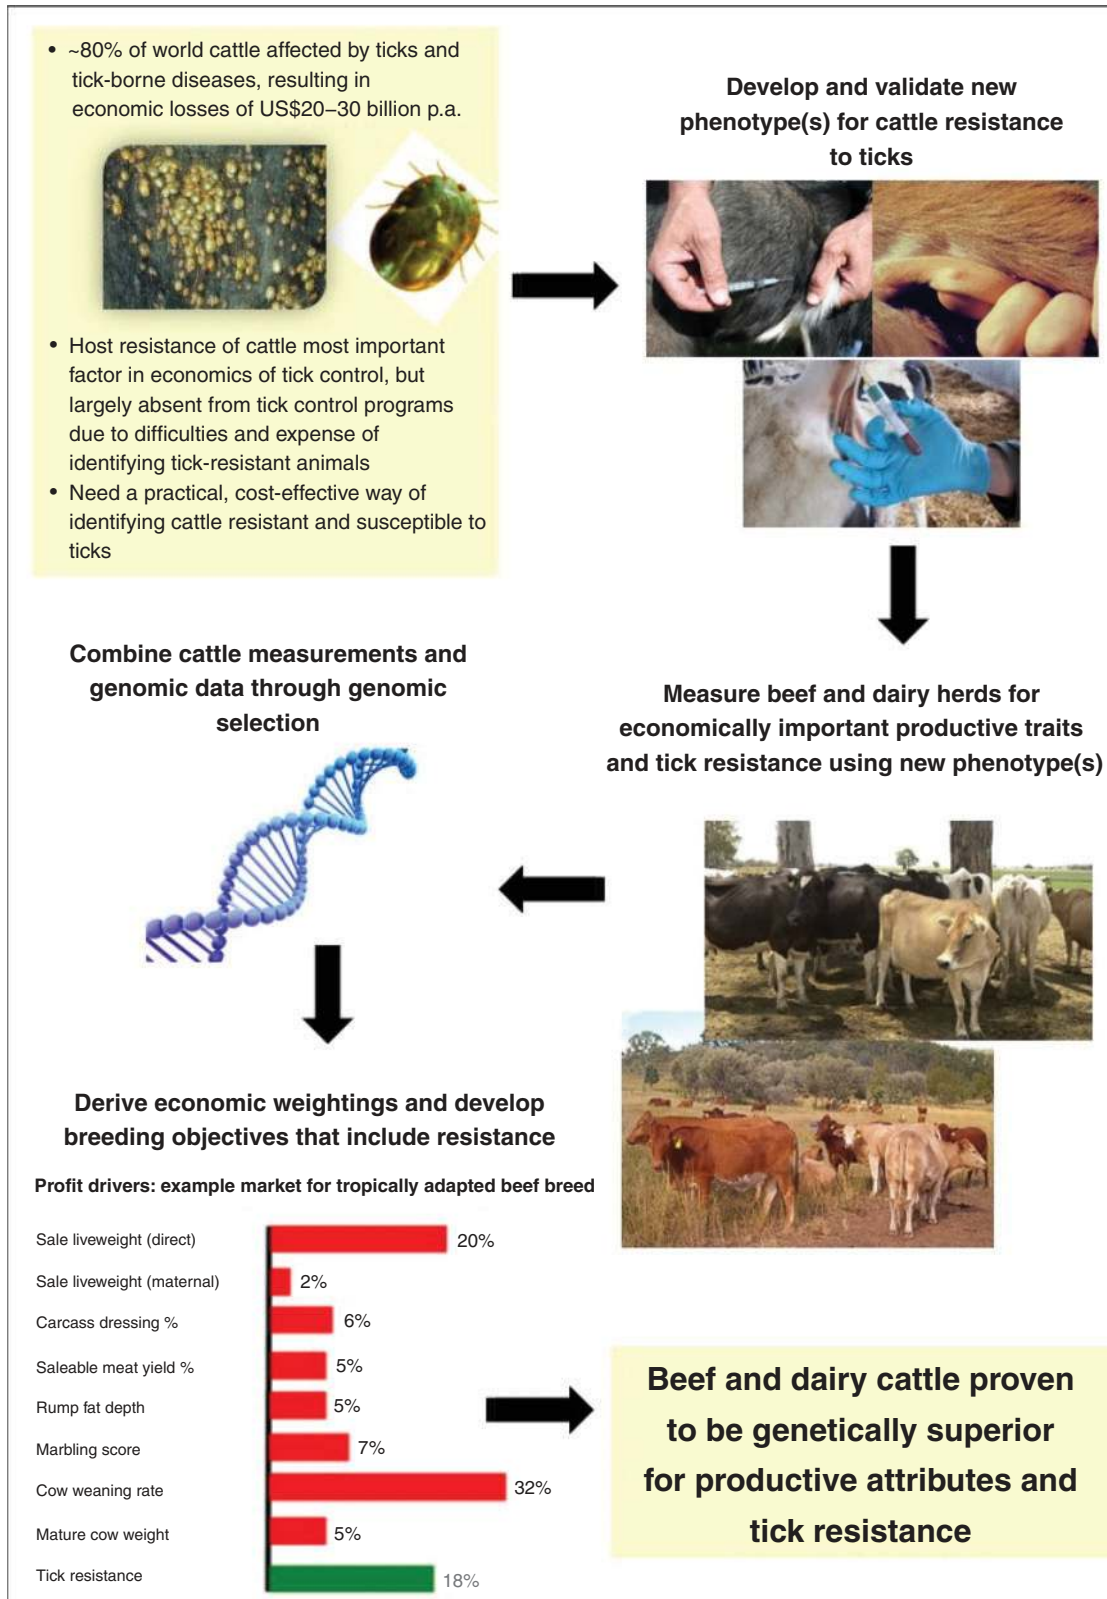 • ~80% of world cattle affected by ticks and
tick-borne diseases, resulting in
economic losses of US$20–30 billion p.a.
• Host resistance of cattle most important
factor in economics of tick control, but
largely absent from tick control programs
due to difficulties and expense of
identifying tick-resistant animals
• Need a practical, cost-effective way of
identifying cattle resistant and susceptible to
ticks
Develop and validate new
phenotype(s) for cattle resistance
to ticks
Measure beef and dairy herds for
economically important productive traits
and tick resistance using new phenotype(s)
Combine cattle measurements and
genomic data through genomic
selection
Derive economic weightings and develop
breeding objectives that include resistance
Profit drivers: example market for tropically adapted beef breed
Sale liveweight (direct) 20%
Sale liveweight (maternal) 2%
Carcass dressing % 6%
Saleable meat yield % 5%
Rump fat depth 5%
Marbling score 7%
Cow weaning rate 32%
Mature cow weight 5%
Tick resistance 18%
Beef and dairy cattle proven
to be genetically superior
for productive attributes and
tick resistance